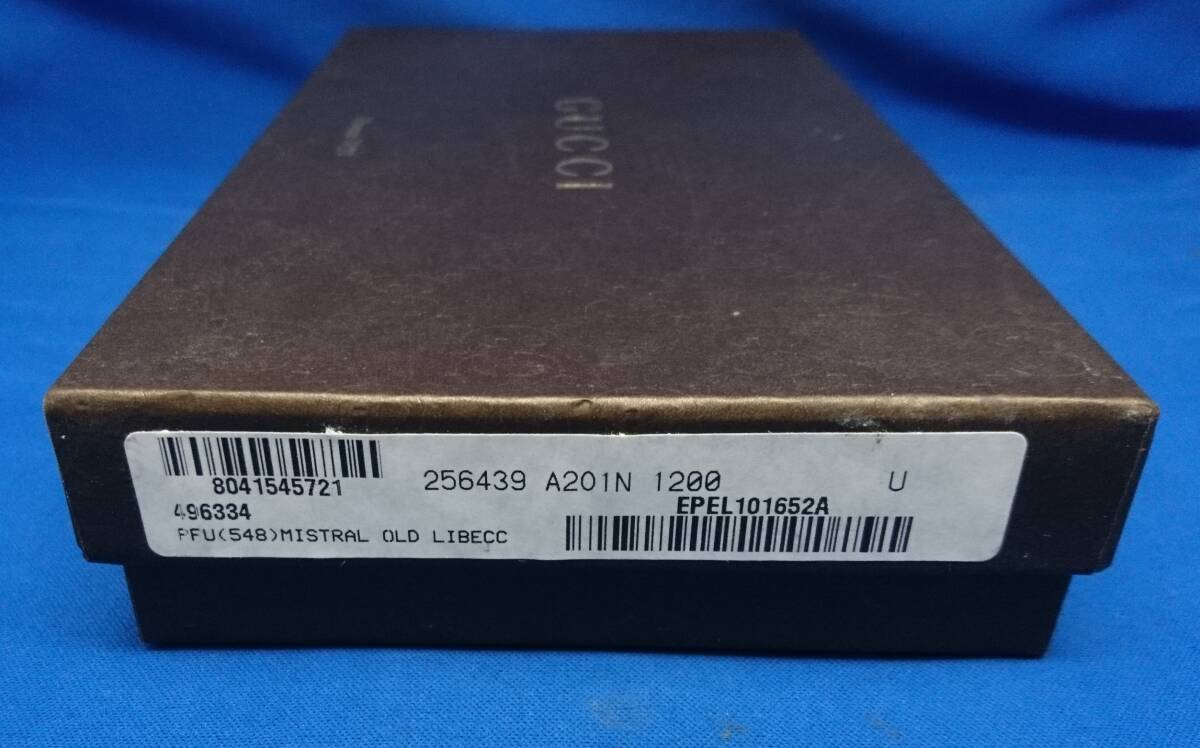 GUCCI
8041545721
256439 A201N 1200 U
496334
EPEL101652A
PFU(548)MISTRAL OLD LIBECC